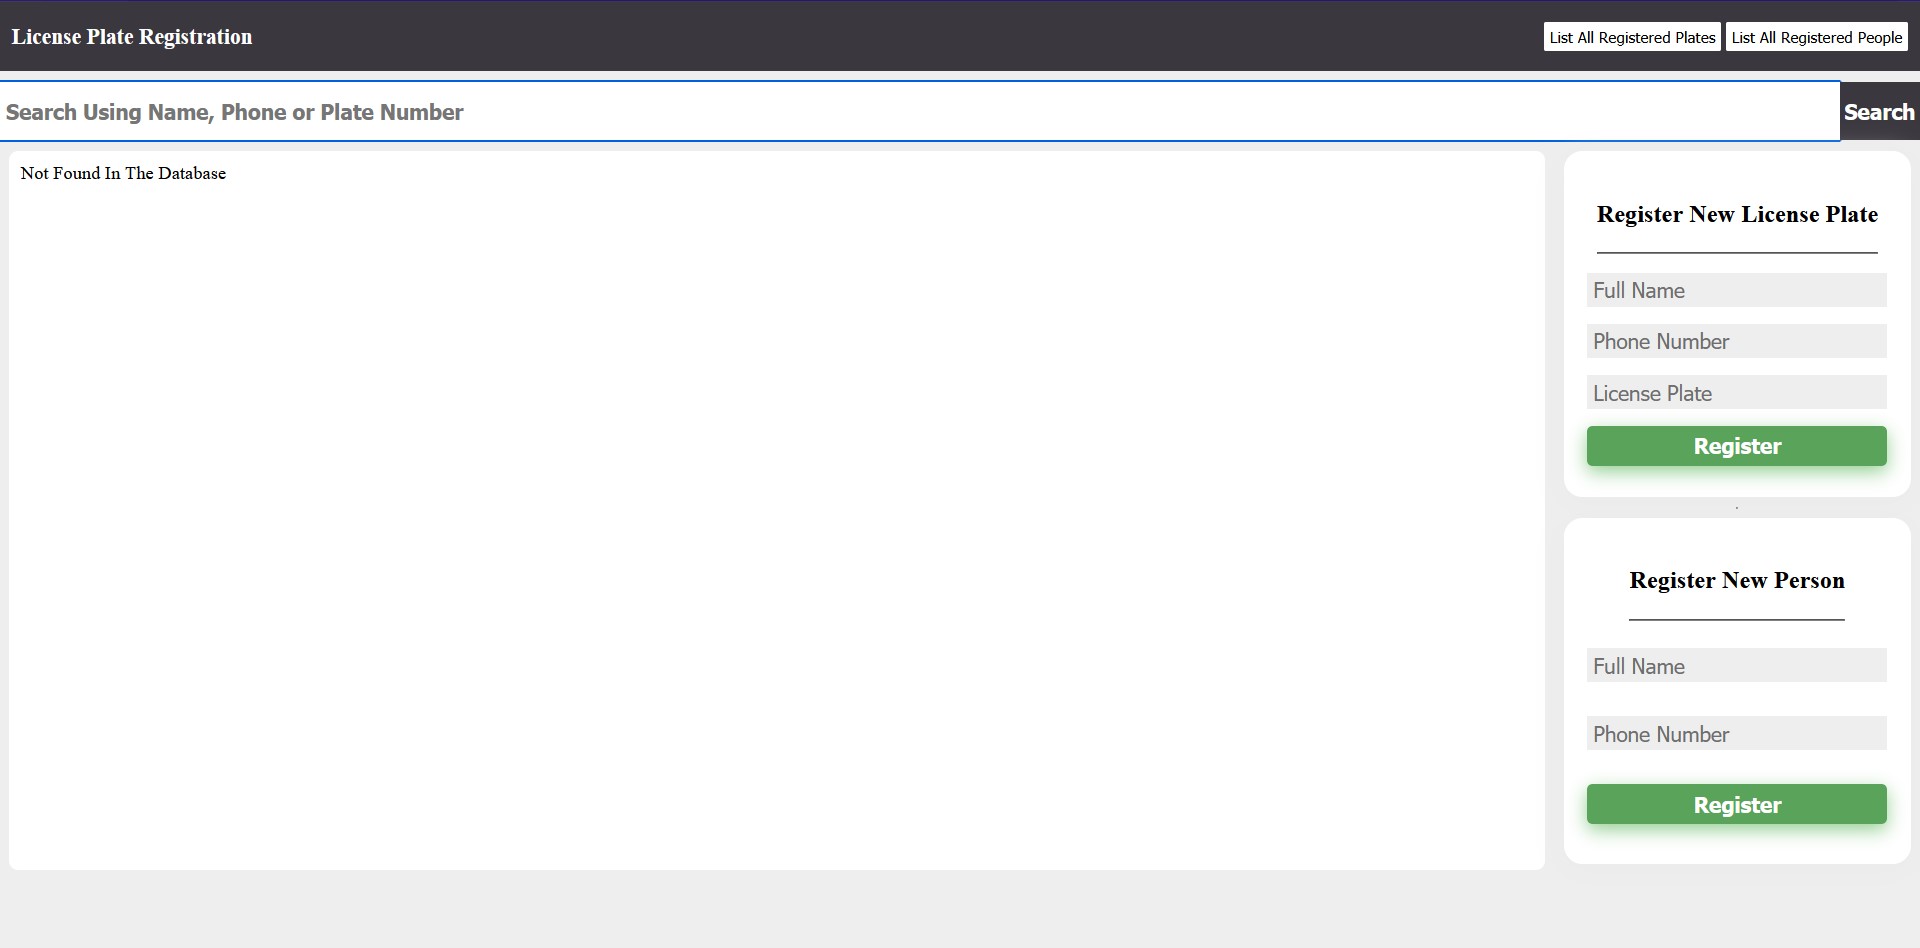 License Plate Registration
List All Registered Plates
List All Registered People
Search Using Name, Phone or Plate Number
Search
Not Found In The Database
Register New License Plate
Full Name
Phone Number
License Plate
Register
.
Register New Person
Full Name
Phone Number
Register